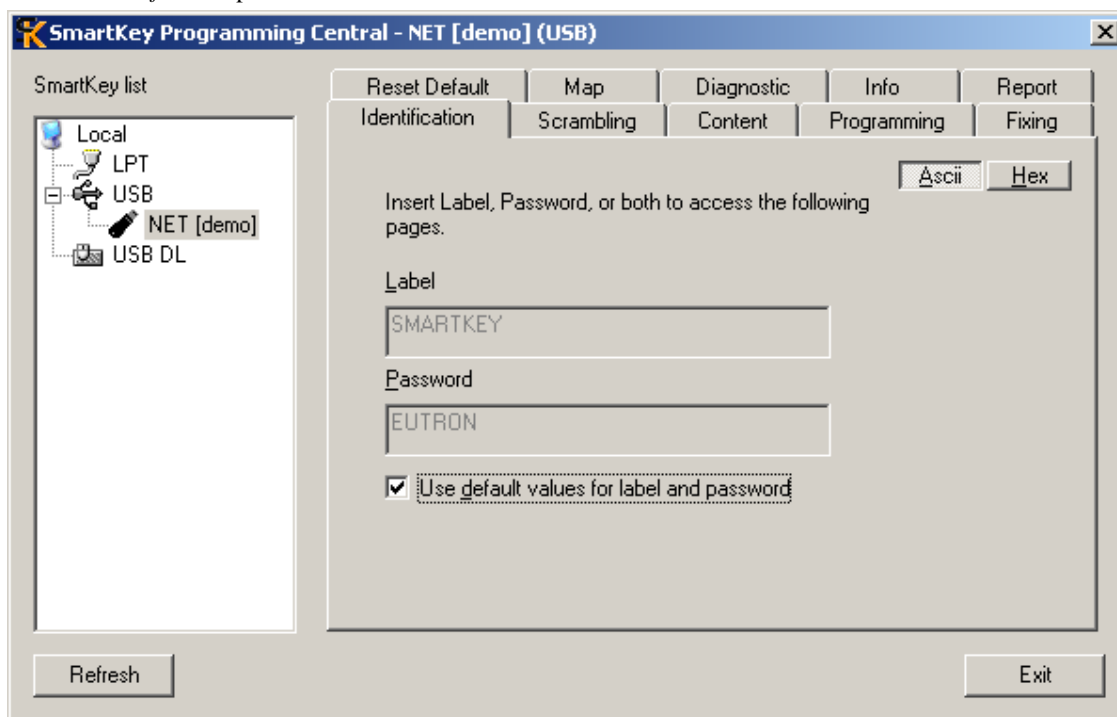 SmartKey Programming Central - NET [demo] (USB)
SmartKey list
Local
LPT
USB
NET [demo]
USB DL
Reset Default
Map
Diagnostic
Info
Report
Identification
Scrambling
Content
Programming
Fixing
Ascii
Hex
Insert Label, Password, or both to access the following
pages.
Label
SMARTKEY
Password
EUTRON
Use default values for label and password
Refresh
Exit